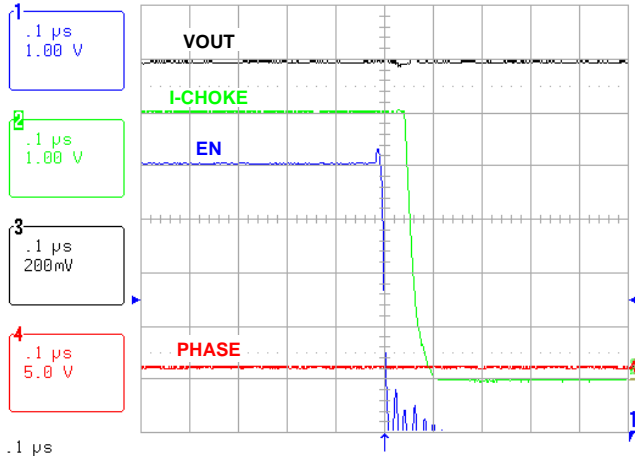 1
.1 µs
1.00 V
2
.1 µs
1.00 V
3
.1 µs
200mV
4
.1 µs
5.0 V
.1 µs
VOUT
I-CHOKE
EN
PHASE
4
1